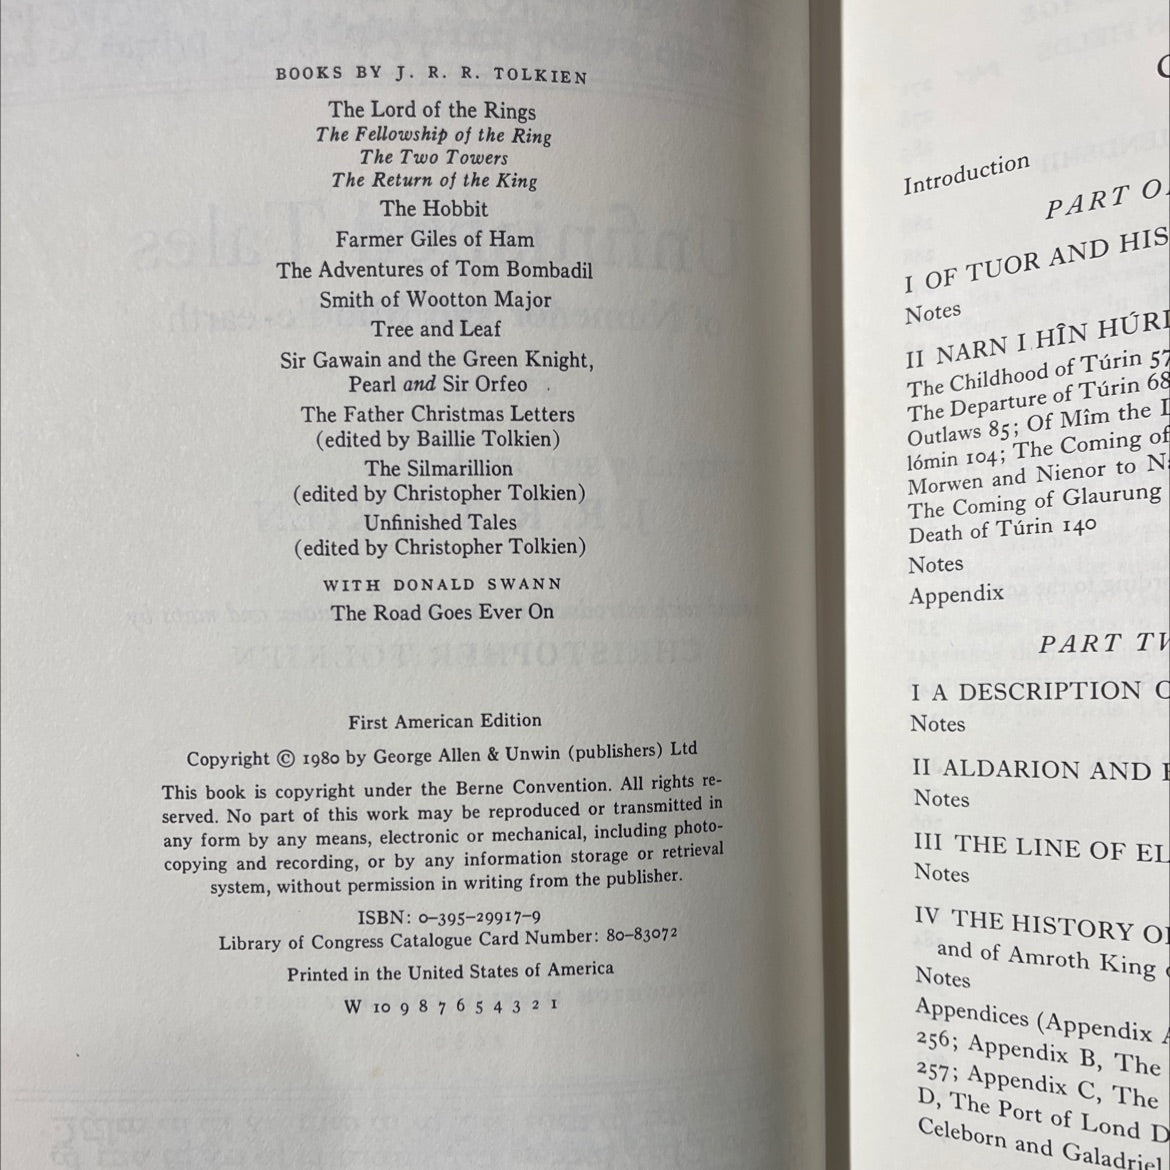 BOOKS BY J. R. R. TOLKIEN
The Lord of the Rings
The Fellowship of the Ring
The Two Towers
The Return of the King
The Hobbit
Farmer Giles of Ham
The Adventures of Tom Bombadil
Smith of Wootton Major
Tree and Leaf
Sir Gawain and the Green Knight,
Pearl and Sir Orfeo
The Father Christmas Letters
(edited by Baillie Tolkien)
The Silmarillion
(edited by Christopher Tolkien)
Unfinished Tales
(edited by Christopher Tolkien)
WITH DONALD SWANN
The Road Goes Ever On
First American Edition
Copyright © 1980 by George Allen & Unwin (publishers) Ltd
This book is copyright under the Berne Convention. All rights re-
served. No part of this work may be reproduced or transmitted in
any form by any means, electronic or mechanical, including photo-
copying and recording, or by any information storage or retrieval
system, without permission in writing from the publisher.
ISBN: 0-395-29917-9
Library of Congress Catalogue Card Number: 80-83072
Printed in the United States of America
W 10 9 8 7 6 5 4 3 2 1
Introduction
PART
I OF TUOR AND HIS
Notes
II NARN I HÎN HÚRI
The Childhood of Túrin 57
The Departure of Túrin 68
Outlaws 85; Of Mîm the
lómin 104; The Coming of
Morwen and Nienor to
The Coming of Glaurung
Death of Túrin 140
Notes
Appendix
PART
I A DESCRIPTION
Notes
II ALDARION AND
Notes
III THE LINE OF EL
Notes
IV THE HISTORY
and of Amroth King
Notes
Appendices (Appendix
256; Appendix B, The
257; Appendix C, The
D, The Port of Lond
Celeborn and Galadriel